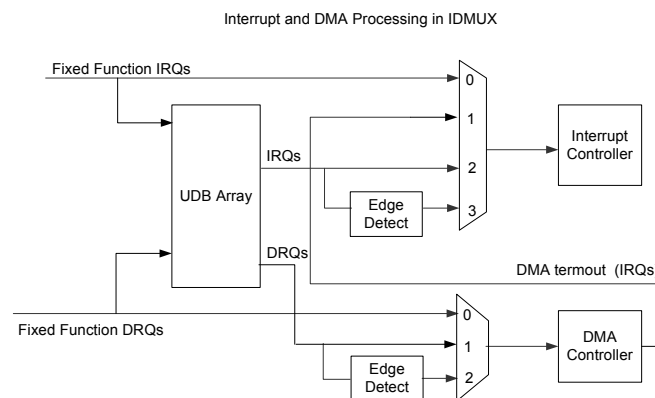 Interrupt and DMA Processing in IDMUX
Fixed Function IRQs
0
1
2
3
Interrupt
Controller
UDB Array
IRQs
Edge
Detect
DRQs
DMA termout (IRQs
Fixed Function DRQs
0
1
2
Edge
Detect
DMA
Controller